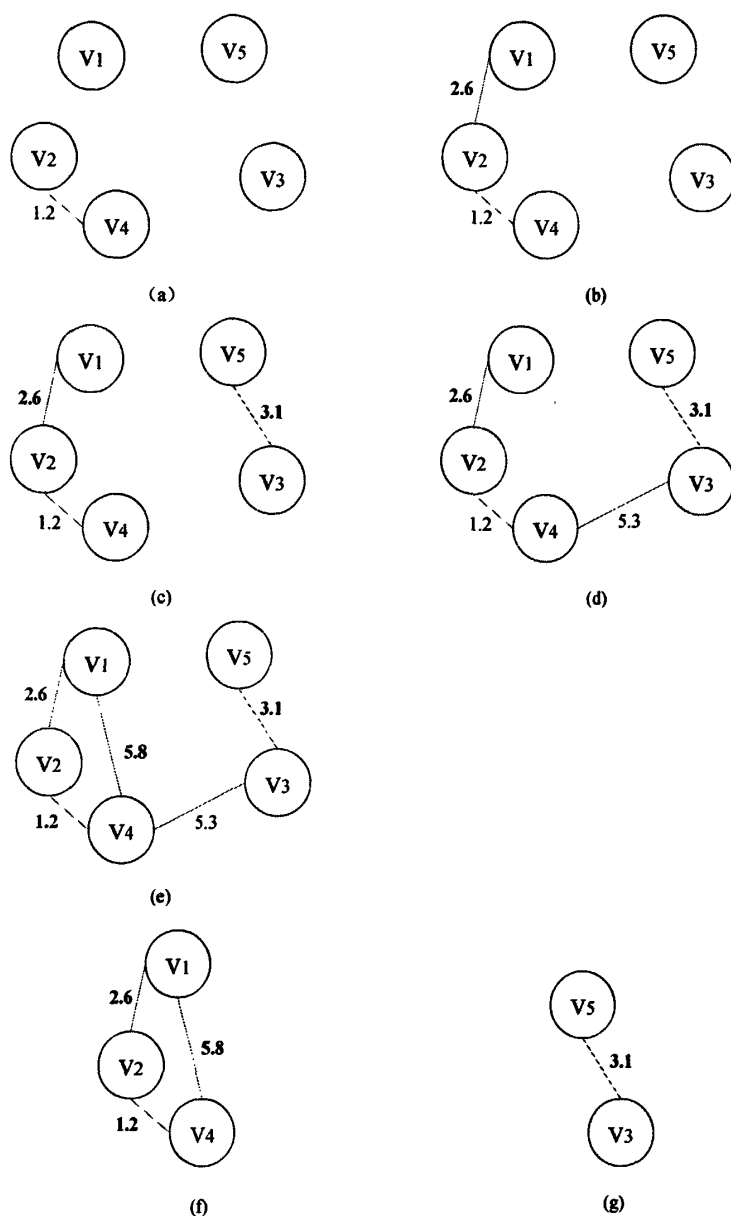 V1 V5 V1 V5
2.6
V2 V2
V3 V3
1.2 V4 1.2 V4
(a) (b)
V1 V5 V1 V5
2.6 3.1 2.6 3.1
V2 V2
V3 V3
1.2 V4 1.2 V4 5.3
(c) (d)
V1 V5
2.6 3.1
5.8
V2 V3
1.2 V4 5.3
(e)
V1
2.6 V5
5.8
V2 3.1
1.2 V4 V3
(f) (g)